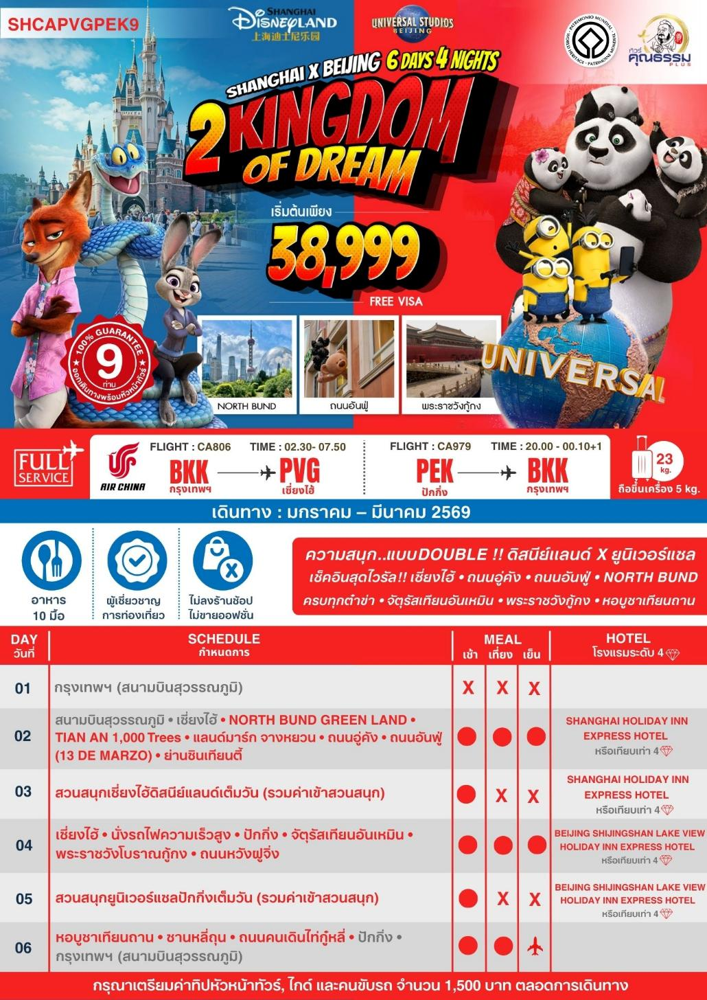 SHCAPVGPEK9
SHANGHAI
DISNEYLAND
上海迪士尼乐园
UNIVERSAL STUDIOS
BEIJING
PATRIMONIO MUNDIAL • WORLD HERITAGE • PATRIMOINE MONDIAL
ทัวร์
คุณธรรม
PLUS
SHANGHAI X BEIJING 6 DAYS 4 NIGHTS
2 KINGDOM
OF DREAM
เริ่มต้นเพียง
38,999
FREE VISA
100% GUARANTEE
9
ท่าน
ออกเดินทางพร้อมหัวหน้าทัวร์
NORTH BUND
ถนนอันฟู่
พระราชวังกู้กง
UNIVERSAL
FULL
SERVICE
AIR CHINA
FLIGHT : CA806 TIME : 02.30- 07.50
BKK PVG
กรุงเทพฯ เซี่ยงไฮ้
FLIGHT : CA979 TIME : 20.00 - 00.10+1
PEK BKK
ปักกิ่ง กรุงเทพฯ
23
kg.
ถือขึ้นเครื่อง 5 kg.
เดินทาง : มกราคม – มีนาคม 2569
อาหาร
10 มื้อ
ผู้เชี่ยวชาญ
การท่องเที่ยว
ไม่ลงร้านช้อป
ไม่ขายออฟชั่น
ความสนุก..แบบDOUBLE !! ดิสนีย์แลนด์ X ยูนิเวอร์แซล
เช็คอินสุดไวรัล!! เซี่ยงไฮ้ • ถนนอู่คัง • ถนนอันฟู่ • NORTH BUND
ครบทุกตำข่า • จัตุรัสเทียนอันเหมิน • พระราชวังกู้กง • หอบูชาเทียนถาน
DAY SCHEDULE MEAL HOTEL
วันที่ กำหนดการ เช้า เที่ยง เย็น โรงแรมระดับ 4
01 กรุงเทพฯ (สนามบินสุวรรณภูมิ) X X X
สนามบินสุวรรณภูมิ • เซี่ยงไฮ้ • NORTH BUND GREEN LAND •
02 TIAN AN 1,000 Trees • แลนด์มาร์ก จางหยวน • ถนนอู่คัง • ถนนอันฟู่
(13 DE MARZO) • ย่านซินเทียนตี้
SHANGHAI HOLIDAY INN
EXPRESS HOTEL
หรือเทียบเท่า 4
03 สวนสนุกเซี่ยงไฮ้ดิสนีย์แลนด์เต็มวัน (รวมค่าเข้าสวนสนุก) X X
SHANGHAI HOLIDAY INN
EXPRESS HOTEL
หรือเทียบเท่า 4
04 เซี่ยงไฮ้ • นั่งรถไฟความเร็วสูง • ปักกิ่ง • จัตุรัสเทียนอันเหมิน •
พระราชวังโบราณกู้กง • ถนนหวังฝูจิ่ง
BEIJING SHIJINGSHAN LAKE VIEW
HOLIDAY INN EXPRESS HOTEL
หรือเทียบเท่า 4
05 สวนสนุกยูนิเวอร์แซลปักกิ่งเต็มวัน (รวมค่าเข้าสวนสนุก) X X
BEIJING SHIJINGSHAN LAKE VIEW
HOLIDAY INN EXPRESS HOTEL
หรือเทียบเท่า 4
06 หอบูชาเทียนถาน • ซานหลี่ถุน • ถนนคนเดินไท่กู๋หลี่ • ปักกิ่ง •
กรุงเทพฯ (สนามบินสุวรรณภูมิ)
กรุณาเตรียมค่าทิปหัวหน้าทัวร์, ไกด์ และคนขับรถ จำนวน 1,500 บาท ตลอดการเดินทาง